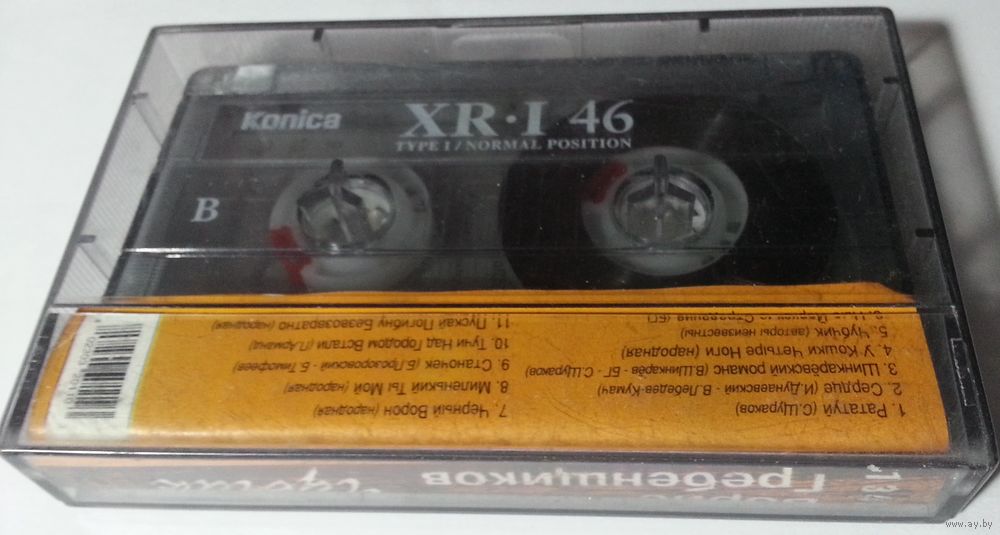 Konica
XR·I 46
TYPE I / NORMAL POSITION
B
1. Рататуй (С.Щураков)
2. Сердце (И.Дунаевский - В.Лебедев-Кумач)
3. Шинкарёвский романс (В.Шинкарёв - БГ - С.Щураков)
4. У Кошки Четыре Ноги (народная)
5. Чубчик (авторы неизвестны)
7. Черный Ворон (народная)
8. Миленький Ты Мой (народная)
9. Станочек (Б.Прозоровский - Б.Тимофеев)
10. Тучи Над Городом Встали (П.Арманд)
11. Пускай Погибну Безвозвратно (народная)
Гребенщиков
www.ay.by